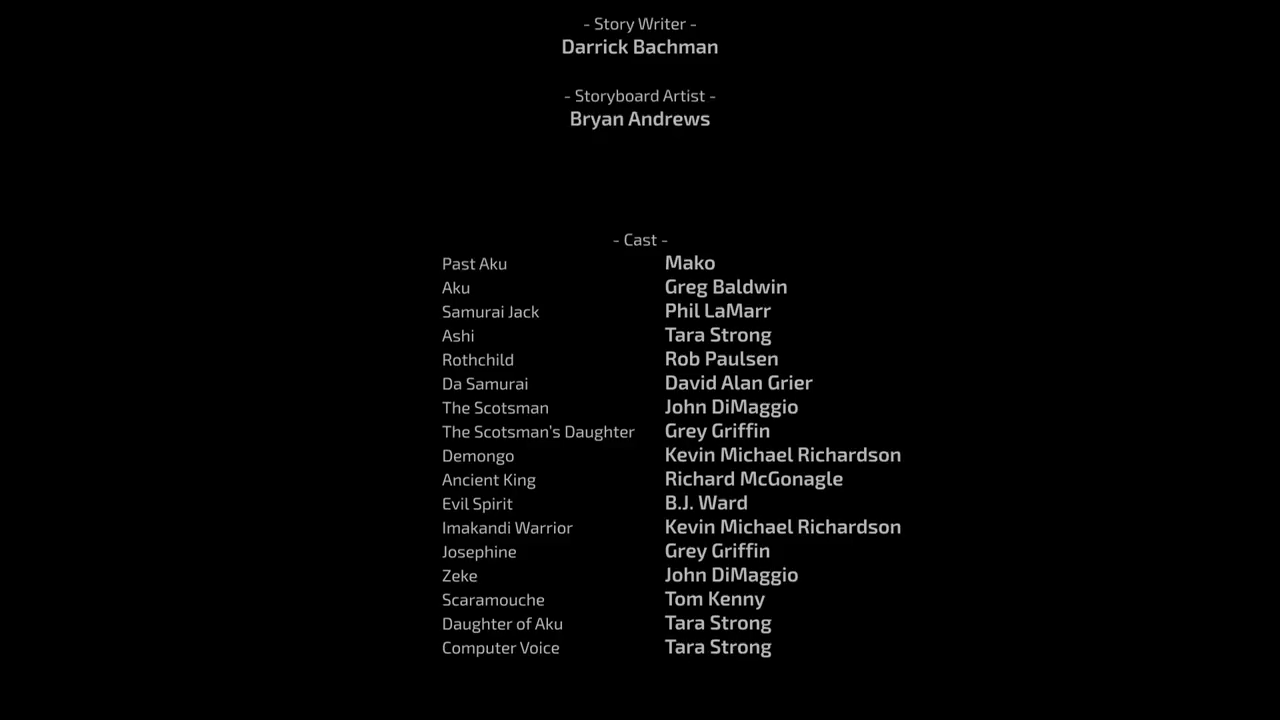 - Story Writer -
Darrick Bachman
- Storyboard Artist -
Bryan Andrews
- Cast -
Past Aku Mako
Aku Greg Baldwin
Samurai Jack Phil LaMarr
Ashi Tara Strong
Rothchild Rob Paulsen
Da Samurai David Alan Grier
The Scotsman John DiMaggio
The Scotsman's Daughter Grey Griffin
Demongo Kevin Michael Richardson
Ancient King Richard McGonagle
Evil Spirit B.J. Ward
Imakandi Warrior Kevin Michael Richardson
Josephine Grey Griffin
Zeke John DiMaggio
Scaramouche Tom Kenny
Daughter of Aku Tara Strong
Computer Voice Tara Strong